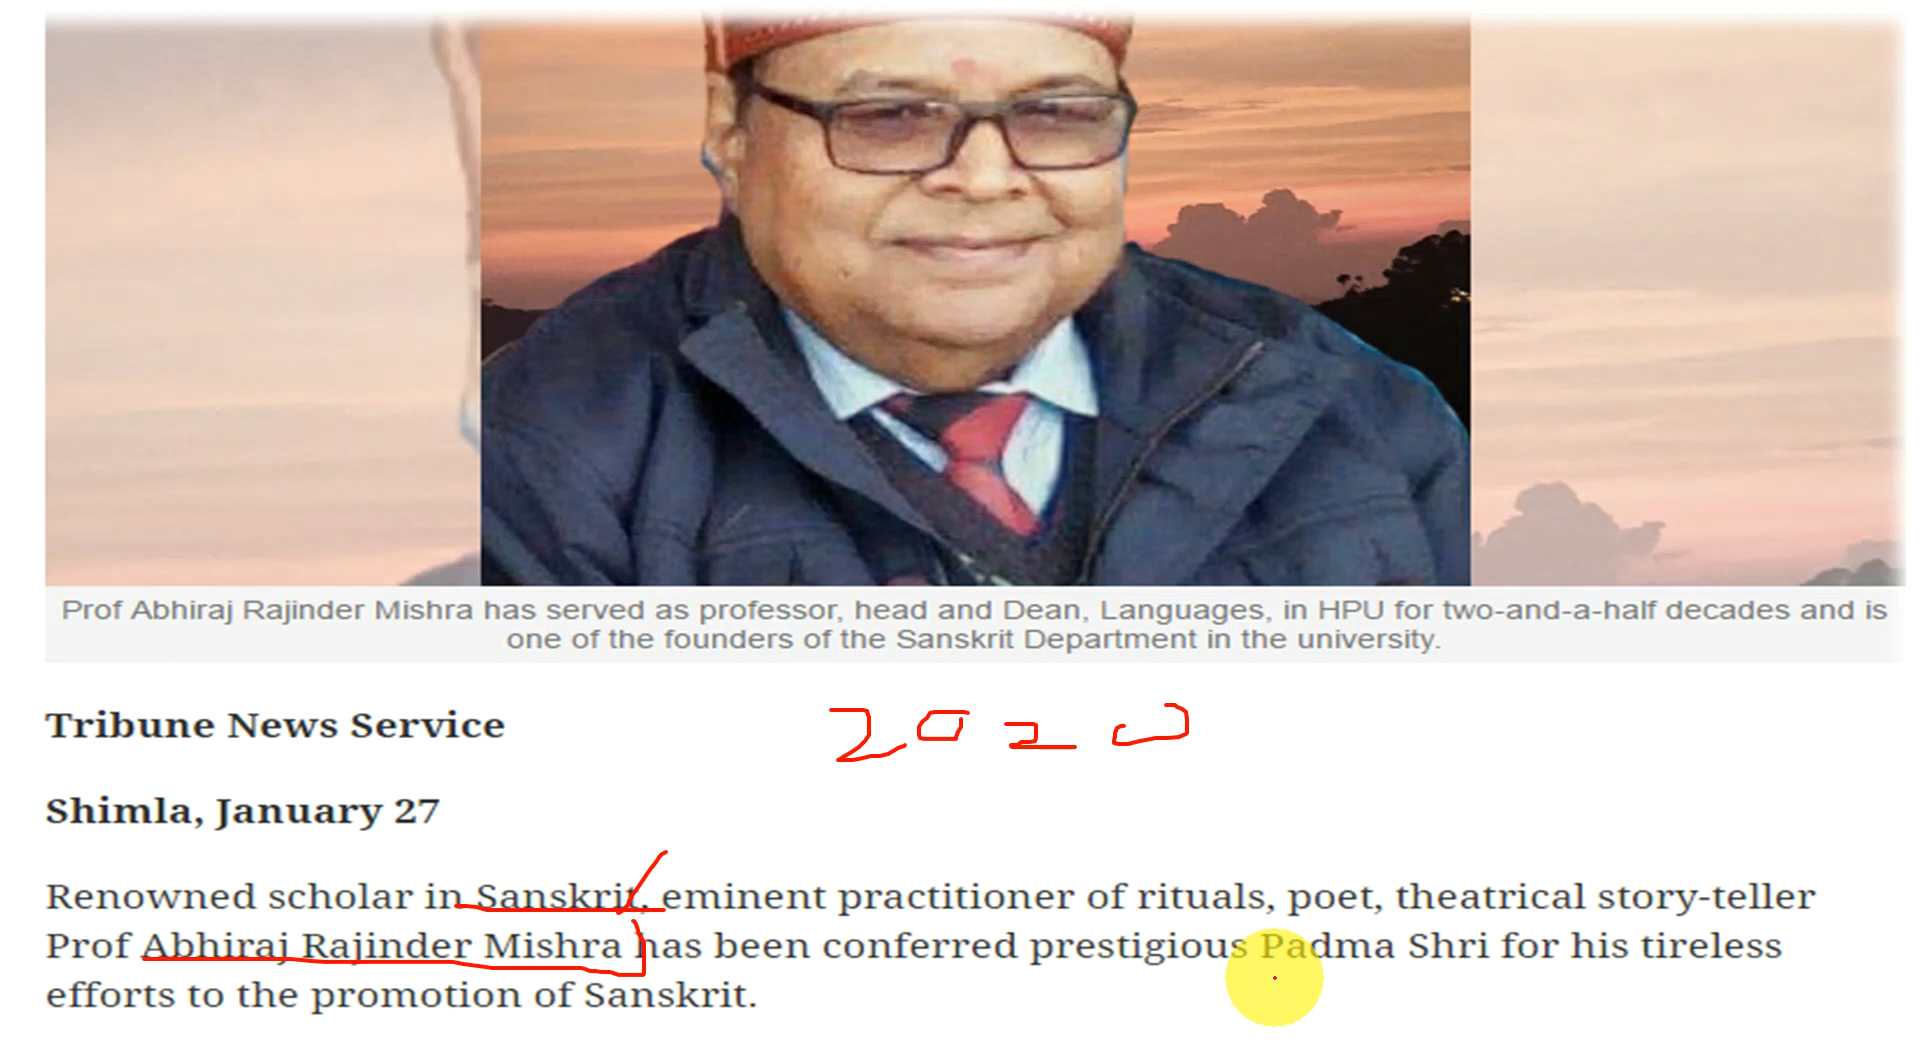 Prof Abhiraj Rajinder Mishra has served as professor, head and Dean, Languages, in HPU for two-and-a-half decades and is
one of the founders of the Sanskrit Department in the university.
Tribune News Service
2020
Shimla, January 27
Renowned scholar in Sanskrit, eminent practitioner of rituals, poet, theatrical story-teller
Prof Abhiraj Rajinder Mishra has been conferred prestigious Padma Shri for his tireless
efforts to the promotion of Sanskrit.